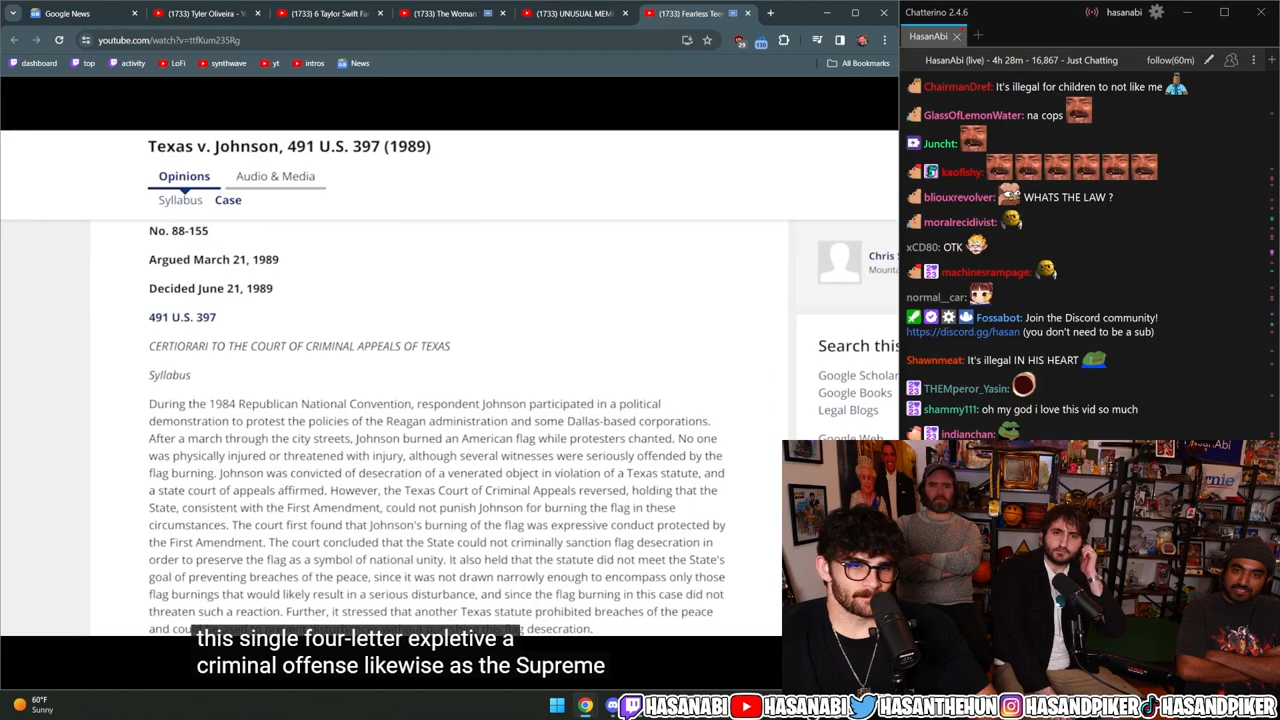 Google News
(1733) Tyler Oliveira - Yo
(1733) 6 Taylor Swift Fa
(1733) The Woman
(1733) UNUSUAL MEM
(1733) Fearless Tee
youtube.com/watch?v=ttfKum235Rg
29
130
dashboard
top
activity
LoFi
synthwave
yt
intros
News
All Bookmarks
Texas v. Johnson, 491 U.S. 397 (1989)
Opinions
Audio & Media
Syllabus
Case
No. 88-155
Argued March 21, 1989
Decided June 21, 1989
491 U.S. 397
CERTIORARI TO THE COURT OF CRIMINAL APPEALS OF TEXAS
Syllabus
During the 1984 Republican National Convention, respondent Johnson participated in a political
demonstration to protest the policies of the Reagan administration and some Dallas-based corporations.
After a march through the city streets, Johnson burned an American flag while protesters chanted. No one
was physically injured or threatened with injury, although several witnesses were seriously offended by the
flag burning. Johnson was convicted of desecration of a venerated object in violation of a Texas statute, and
a state court of appeals affirmed. However, the Texas Court of Criminal Appeals reversed, holding that the
State, consistent with the First Amendment, could not punish Johnson for burning the flag in these
circumstances. The court first found that Johnson's burning of the flag was expressive conduct protected by
the First Amendment. The court concluded that the State could not criminally sanction flag desecration in
order to preserve the flag as a symbol of national unity. It also held that the statute did not meet the State's
goal of preventing breaches of the peace, since it was not drawn narrowly enough to encompass only those
flag burnings that would likely result in a serious disturbance, and since the flag burning in this case did not
threaten such a reaction. Further, it stressed that another Texas statute prohibited breaches of the peace
and cou
flag desecration.
Chris S
Mounta
Search this
Google Scholar
Google Books
Legal Blogs
Google Web
this single four-letter expletive a
criminal offense likewise as the Supreme
Chatterino 2.4.6
hasanabi
HasanAbi
HasanAbi (live) - 4h 28m - 16,867 - Just Chatting
follow(60m)
ChairmanDref: It's illegal for children to not like me
GlassOfLemonWater: na cops
Juncht:
kaofishy:
bliouxrevolver: WHATS THE LAW ?
moralrecidivist:
xCD80: OTK
machinesrampage:
normal__car:
Fossabot: Join the Discord community!
https://discord.gg/hasan (you don't need to be a sub)
Shawnmeat: It's illegal IN HIS HEART
THEMperor_Yasin:
shammy111: oh my god i love this vid so much
indianchan:
60°F
Sunny
HASANABI
HASANABI
HASANTHEHUN
HASANDPIKER
HASANDPIKER